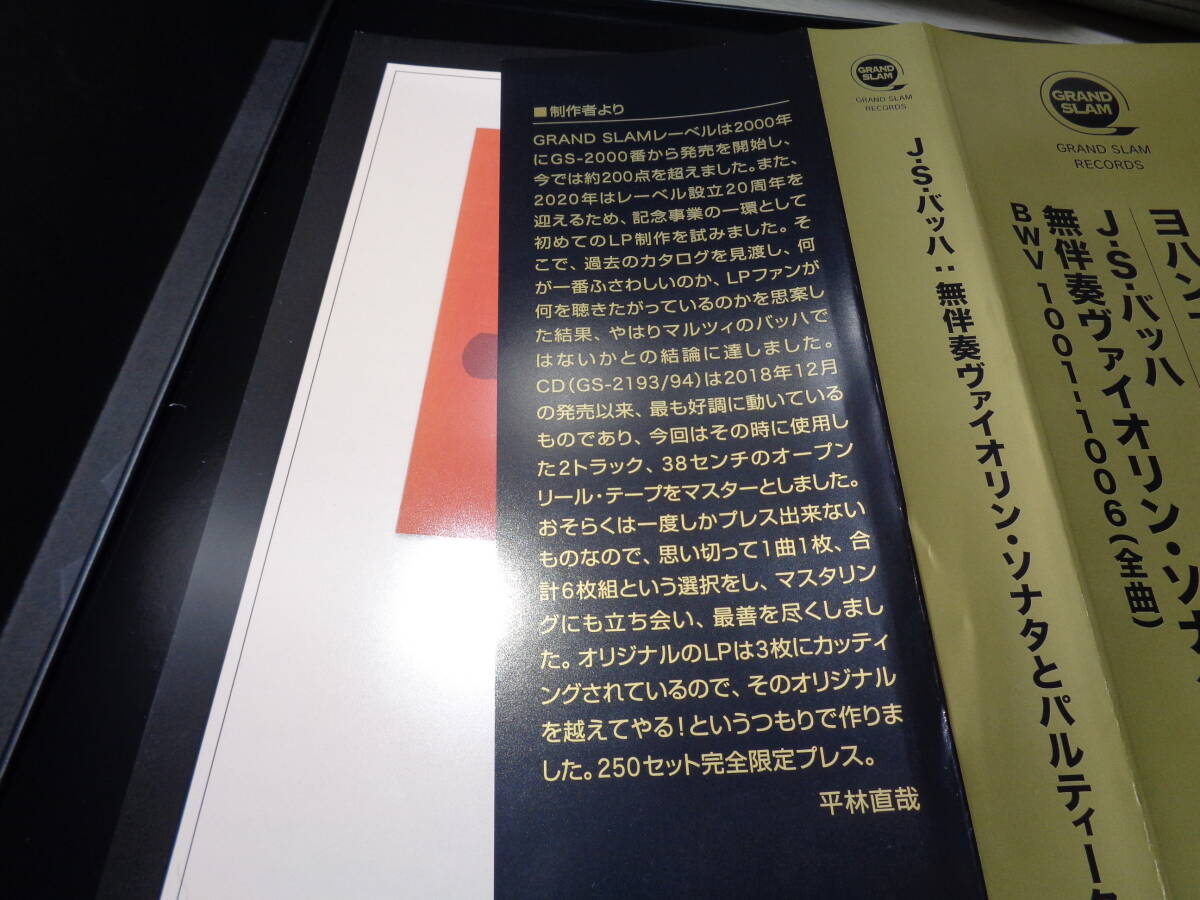 ■制作者より
GRAND SLAMレーベルは2000年
にGS-2000番から発売を開始し、
今では約200点を超えました。また、
2020年はレーベル設立20周年を
迎えるため、記念事業の一環として
初めてのLP制作を試みました。そ
こで、過去のカタログを見渡し、何
が一番ふさわしいのか、LPファンが
何を聴きたがっているのかを思案し
た結果、やはりマルツィのバッハで
はないかとの結論に達しました。
CD(GS-2193/94)は2018年12月
の発売以来、最も好調に動いている
ものであり、今回はその時に使用し
た2トラック、38センチのオープン
リール・テープをマスターとしました。
おそらくは一度しかプレス出来ない
ものなので、思い切って1曲1枚、合
計6枚組という選択をし、マスタリン
グにも立ち会い、最善を尽くしまし
た。オリジナルのLPは3枚にカッティ
ングされているので、そのオリジナル
を越えてやる!というつもりで作りま
した。250セット完全限定プレス。
平林直哉
GRAND
SLAM
GRAND SLAM
RECORDS
J・S・バッハ:無伴奏ヴァイオリン・ソナタとパルティータ
GRAND
SLAM
GRAND SLAM
RECORDS
ヨハン
J・S・バッハ
無伴奏ヴァイオリン・ソナ
BWV 1001-1006(全曲)